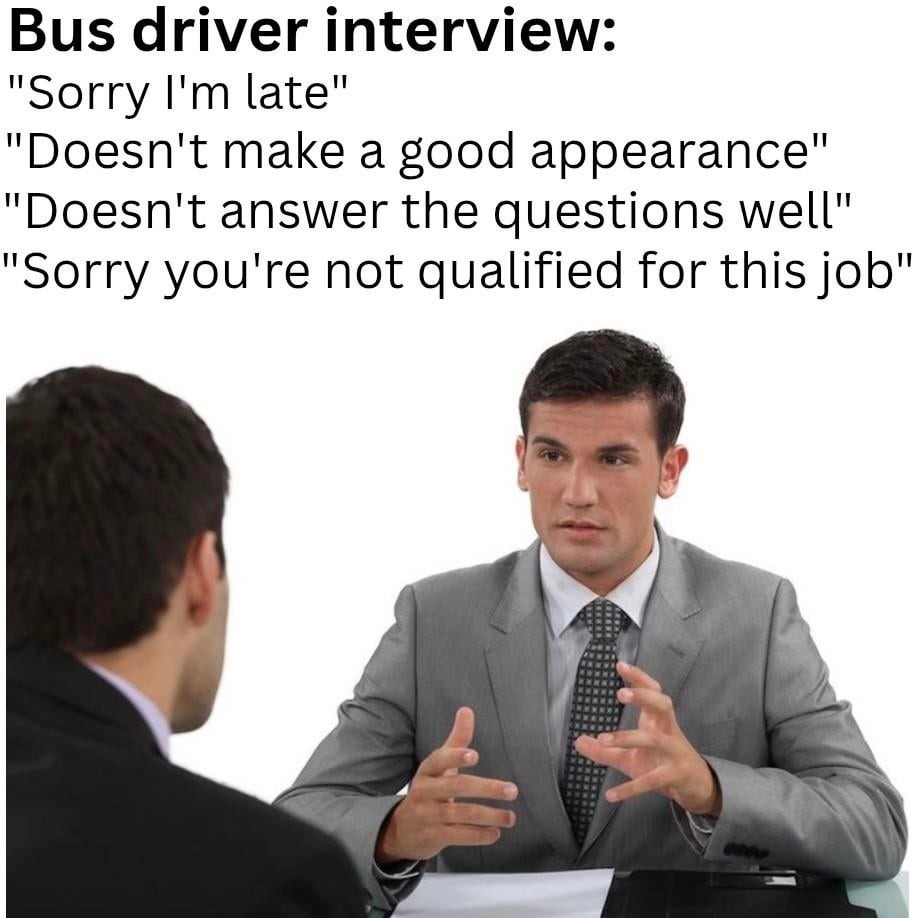 Bus driver interview:
"Sorry I'm late"
"Doesn't make a good appearance"
"Doesn't answer the questions well"
"Sorry you're not qualified for this job"